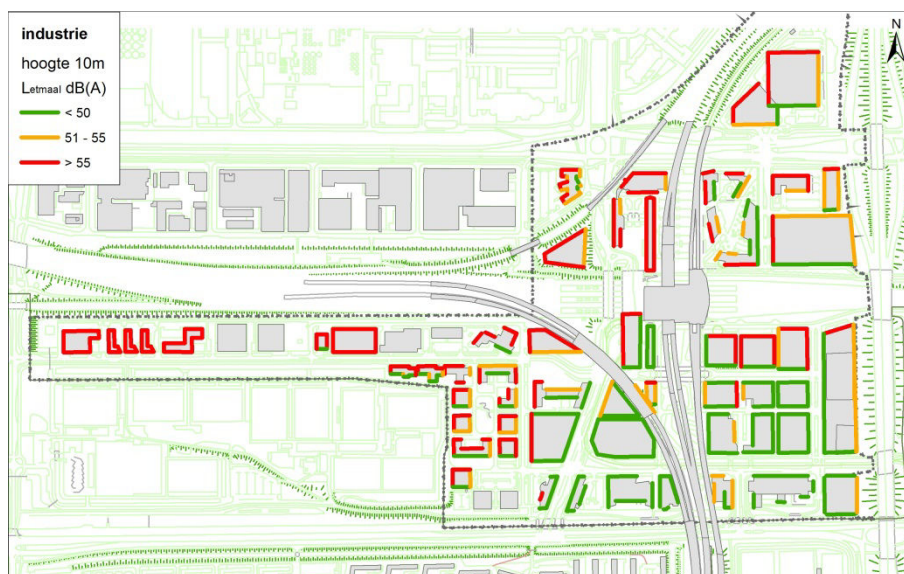 industrie
hoogte 10m
Letmaal dB(A)
< 50
51 - 55
> 55
N